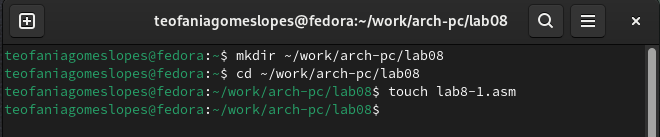 teofaniagomeslopes@fedora:~/work/arch-pc/lab08
teofaniagomeslopes@fedora:~$ mkdir ~/work/arch-pc/lab08
teofaniagomeslopes@fedora:~$ cd ~/work/arch-pc/lab08
teofaniagomeslopes@fedora:~/work/arch-pc/lab08$ touch lab8-1.asm
teofaniagomeslopes@fedora:~/work/arch-pc/lab08$